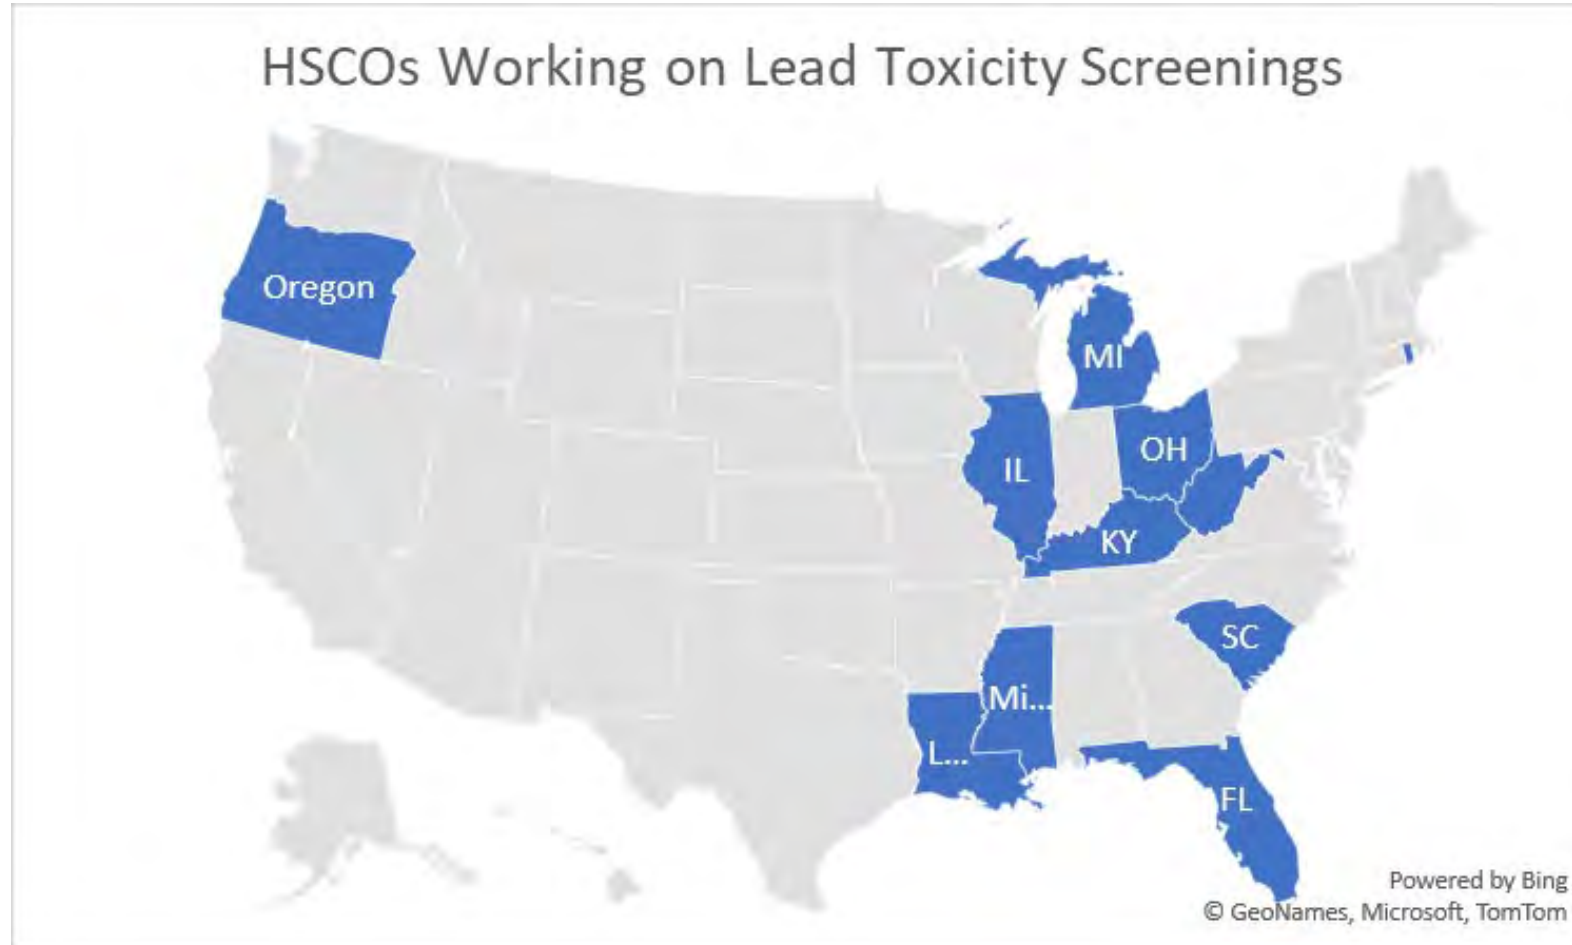 HSCOs Working on Lead Toxicity Screenings
Oregon
MI
OH
IL
KY
SC
Mi...
L...
FL
Powered by Bing
© GeoNames, Microsoft, TomTom